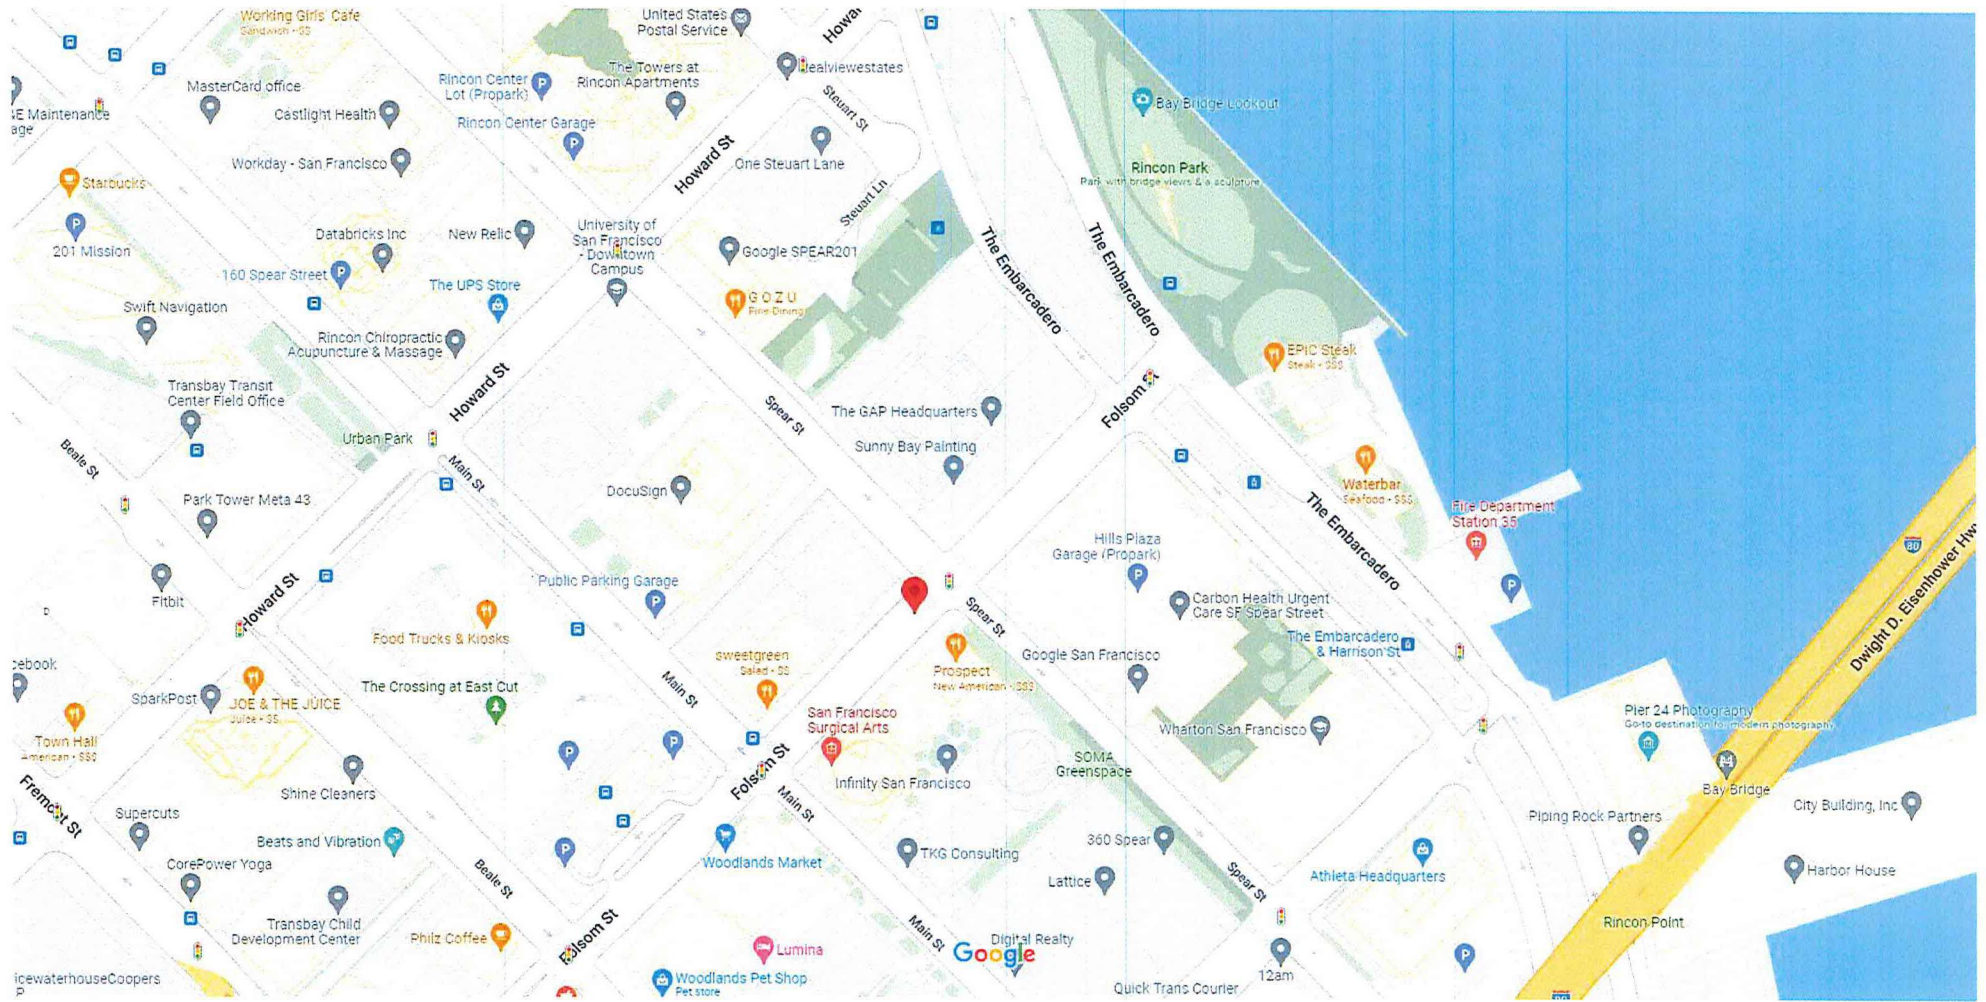 Working Girls' Cafe
Sandwich • $$
United States
Postal Service
Howar
MasterCard office
Rincon Center
Lot (Propark)
The Towers at
Rincon Apartments
ealviewestates
Steuart St
Bay Bridge Lookout
&E Maintenance
age
Castlight Health
Rincon Center Garage
Howard St
One Steuart Lane
Workday - San Francisco
Rincon Park
Park with bridge views & a sculpture
Starbucks
Steuart Ln
201 Mission
Databricks Inc
New Relic
University of
San Francisco
- Downtown
Campus
Google SPEAR201
The Embarcadero
The Embarcadero
160 Spear Street
The UPS Store
G O Z U
Fine Dining
Swift Navigation
Rincon Chiropractic
Acupuncture & Massage
EPIC Steak
Steak • $$$
Transbay Transit
Center Field Office
Howard St
Spear St
The GAP Headquarters
Folsom St
Urban Park
Beale St
Main St
Sunny Bay Painting
DocuSign
Waterbar
Seafood • $$$
Park Tower Meta 43
The Embarcadero
Fire Department
Station 35
80
Hills Plaza
Garage (Propark)
Dwight D. Eisenhower Hw
Fitbit
Howard St
Public Parking Garage
Spear St
Carbon Health Urgent
Care SF Spear Street
Food Trucks & Kiosks
The Embarcadero
& Harrison St
cebook
sweetgreen
Salad • $$
Prospect
New American • $$$
Google San Francisco
SparkPost
JOE & THE JUICE
Juice • $$
The Crossing at East Cut
Main St
San Francisco
Surgical Arts
Pier 24 Photography
Go-to destination for modern photography
Town Hall
American • $$$
Wharton San Francisco
Fremont St
Shine Cleaners
Folsom St
Infinity San Francisco
SOMA
Greenspace
Bay Bridge
Supercuts
Main St
City Building, Inc
Piping Rock Partners
Beats and Vibration
Woodlands Market
TKG Consulting
360 Spear
CorePower Yoga
Beale St
Lattice
Spear St
Athleta Headquarters
Harbor House
Transbay Child
Development Center
Philz Coffee
Folsom St
Lumina
Main St
Google
Digital Realty
Rincon Point
icewaterhouseCoopers
P
Woodlands Pet Shop
Pet store
Quick Trans Courier
12am
80